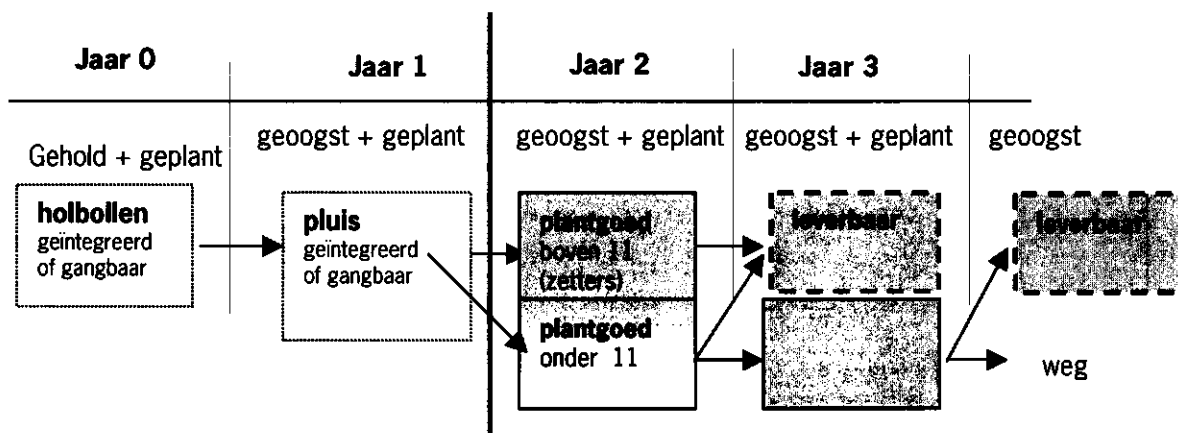 Jaar 0
Jaar 1
Jaar 2
Jaar 3
Gehold + geplant
geoogst + geplant
geoogst + geplant
geoogst + geplant
geoogst
holbollen
geïntegreerd
of gangbaar
pluis
geïntegreerd
of gangbaar
plantgoed
boven 11
(zetters)
plantgoed
onder 11
leverbaar
leverbaar
weg